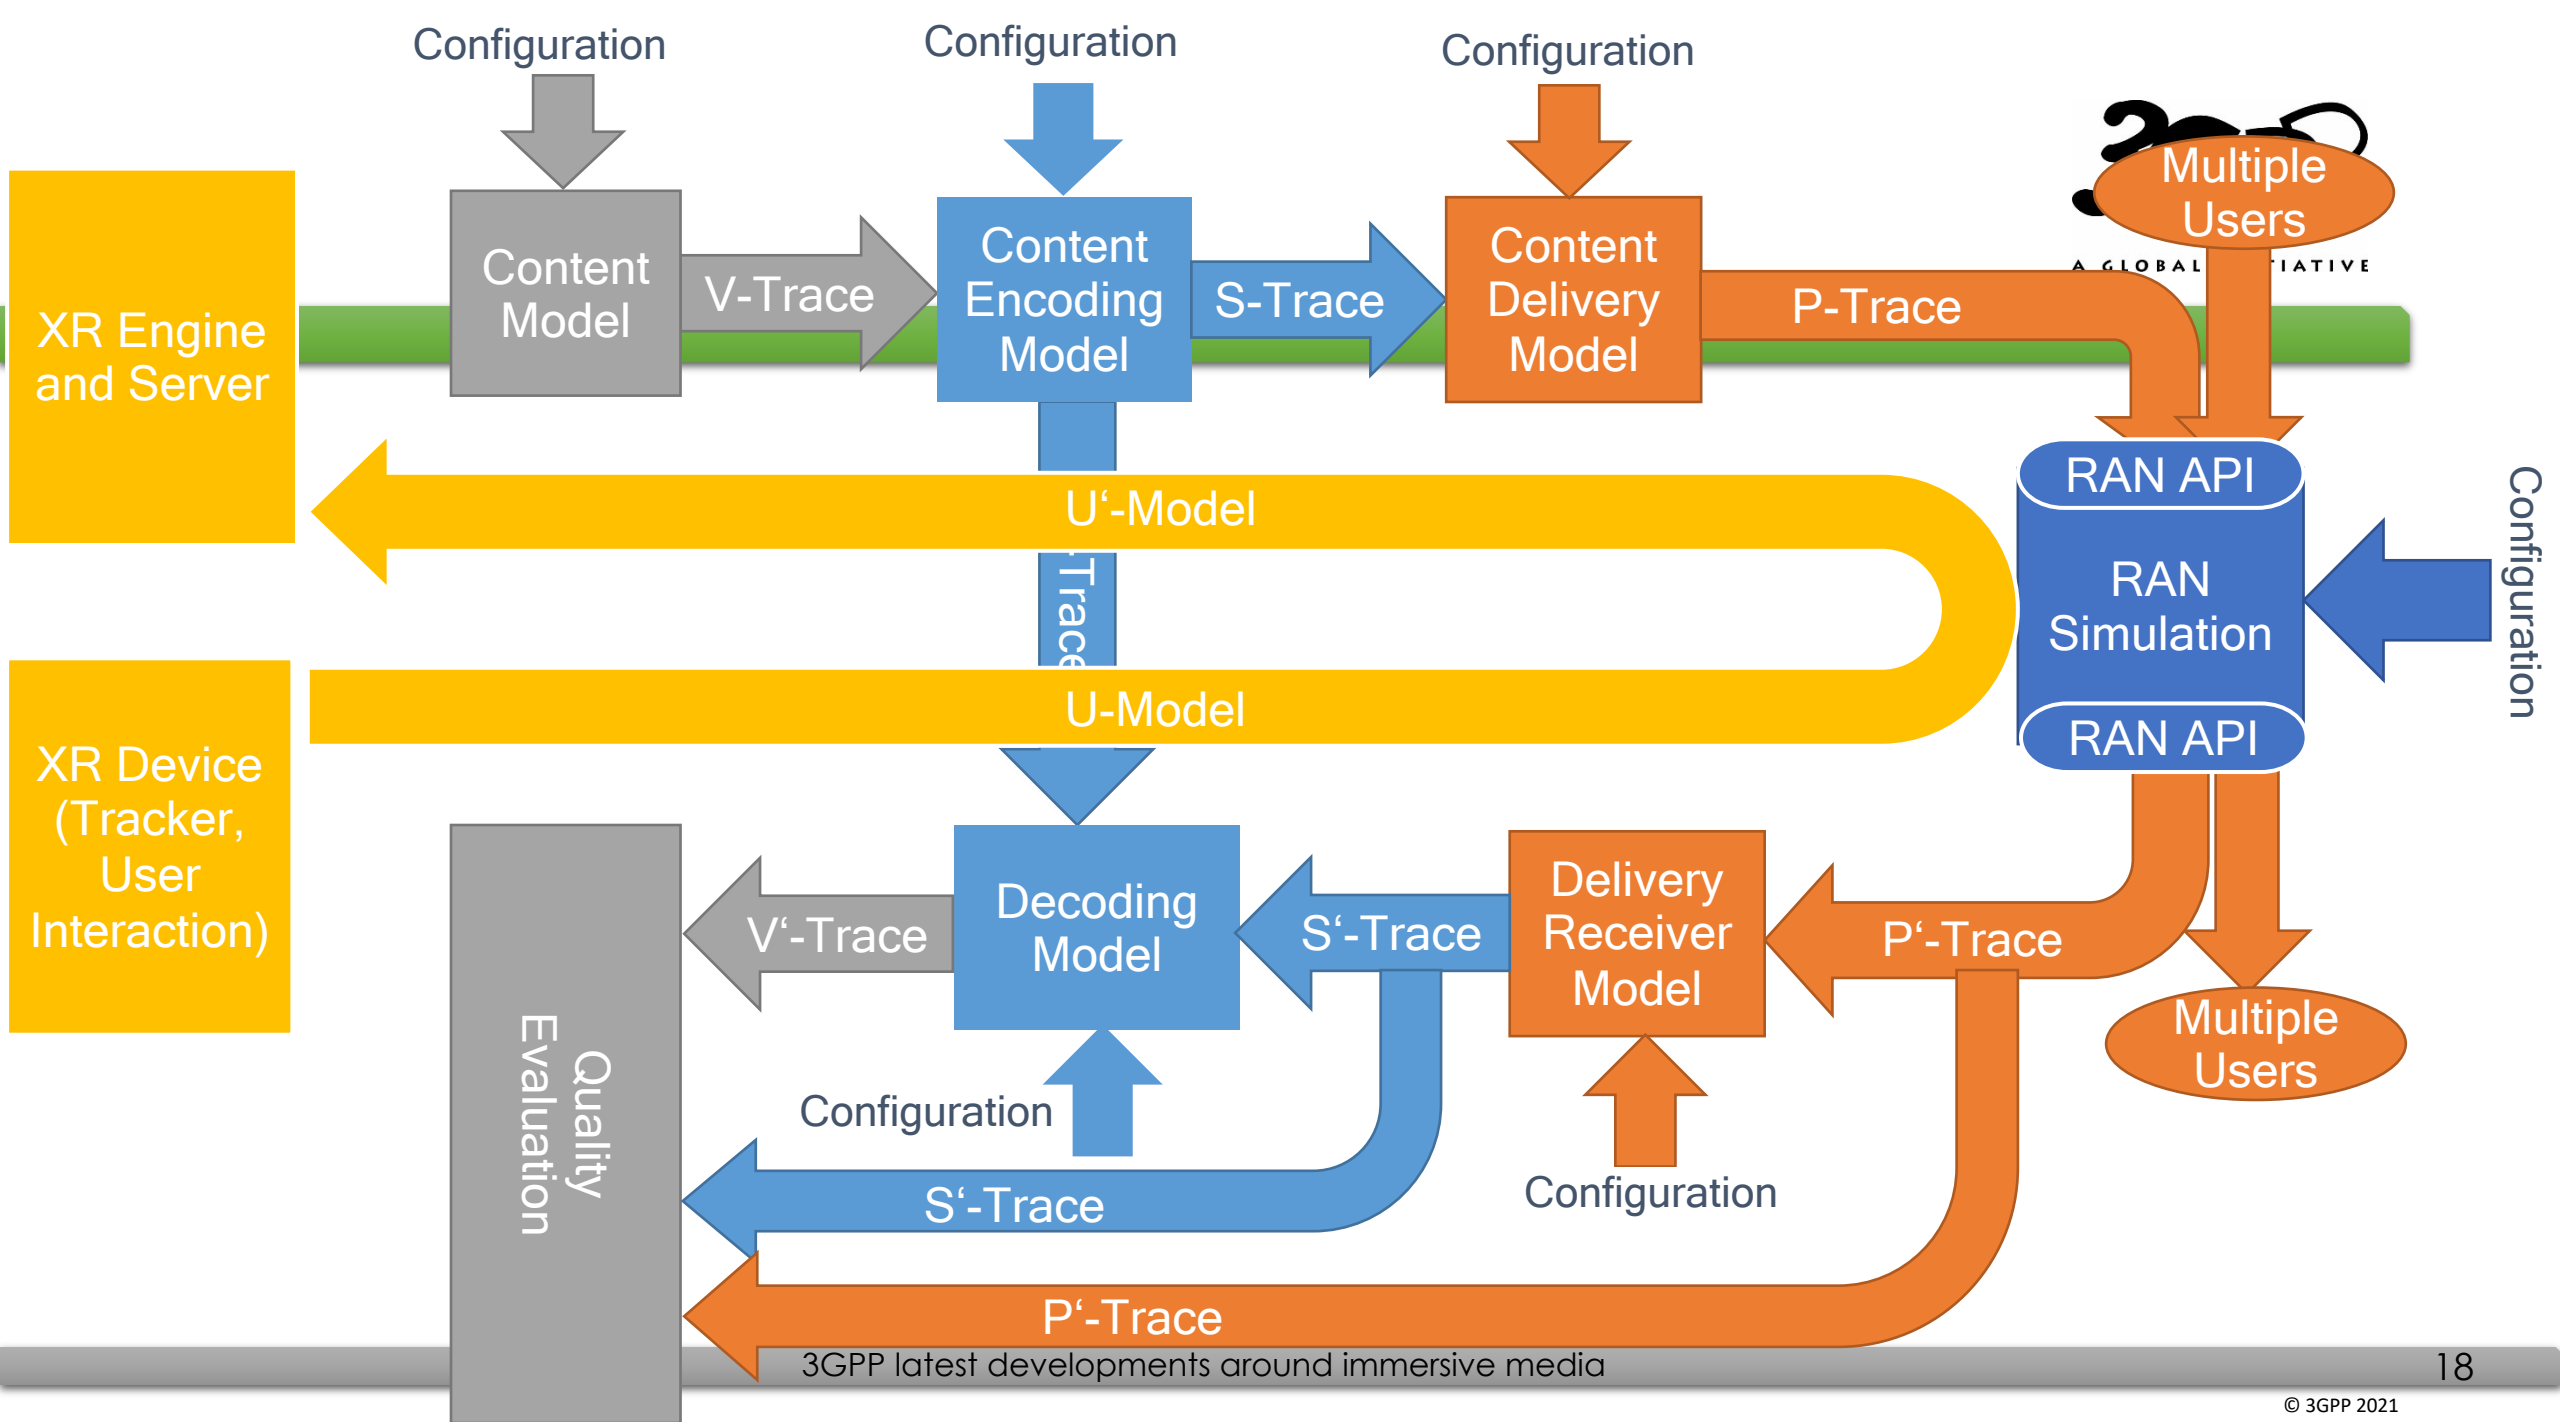 Configuration
Configuration
Configuration
Multiple
Users
A GLOBAL
TIATIVE
XR Engine
and Server
Content
Model
V-Trace
Content
Encoding
Model
S-Trace
Content
Delivery
Model
P-Trace
RAN API
RAN
Simulation
RAN API
Configuration
U‘-Model
-Trace
U-Model
XR Device
(Tracker,
User
Interaction)
Quality
Evaluation
V‘-Trace
Decoding
Model
S‘-Trace
Delivery
Receiver
Model
P‘-Trace
Multiple
Users
Configuration
Configuration
S‘-Trace
P‘-Trace
3GPP latest developments around immersive media
18
© 3GPP 2021